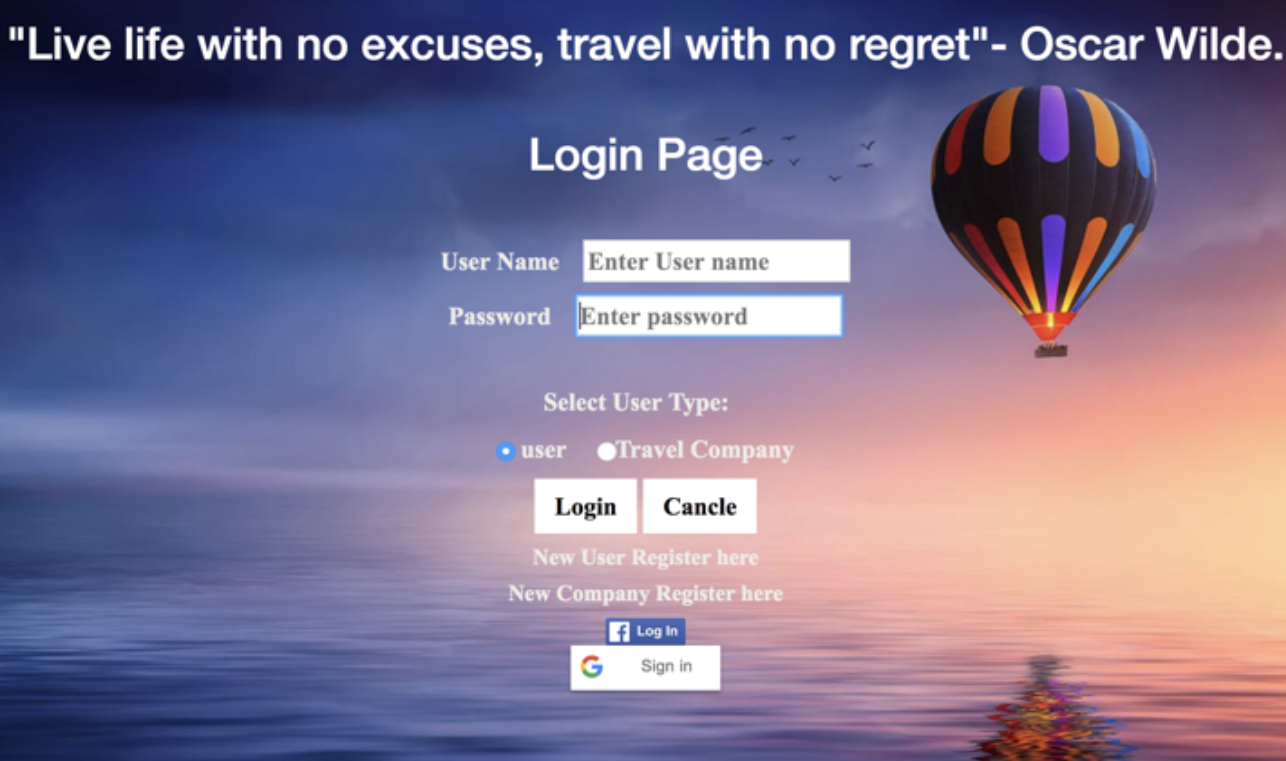 "Live life with no excuses, travel with no regret"- Oscar Wilde.
Login Page
User Name Enter User name
Password Enter password
Select User Type:
user Travel Company
Login Cancle
New User Register here
New Company Register here
f Log In
G Sign in